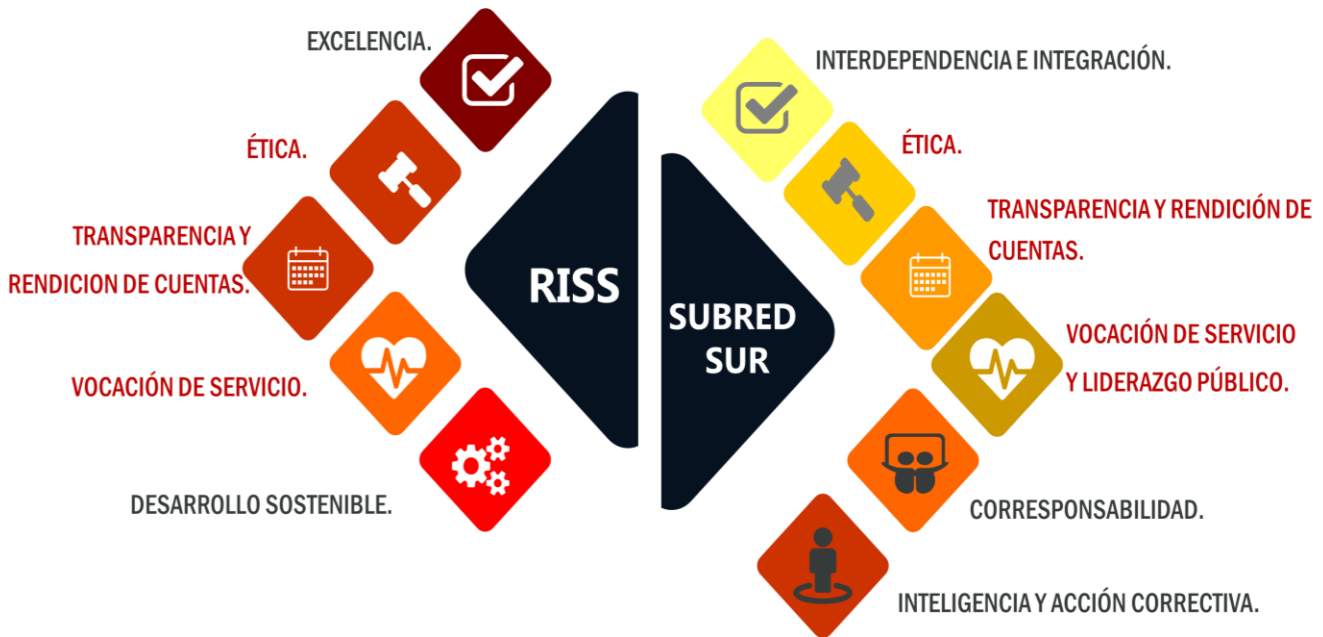 EXCELENCIA.
ÉTICA.
TRANSPARENCIA Y
RENDICION DE CUENTAS.
VOCACIÓN DE SERVICIO.
DESARROLLO SOSTENIBLE.
RISS
SUBRED
SUR
INTERDEPENDENCIA E INTEGRACIÓN.
ÉTICA.
TRANSPARENCIA Y RENDICIÓN DE
CUENTAS.
VOCACIÓN DE SERVICIO
Y LIDERAZGO PÚBLICO.
CORRESPONSABILIDAD.
INTELIGENCIA Y ACCIÓN CORRECTIVA.